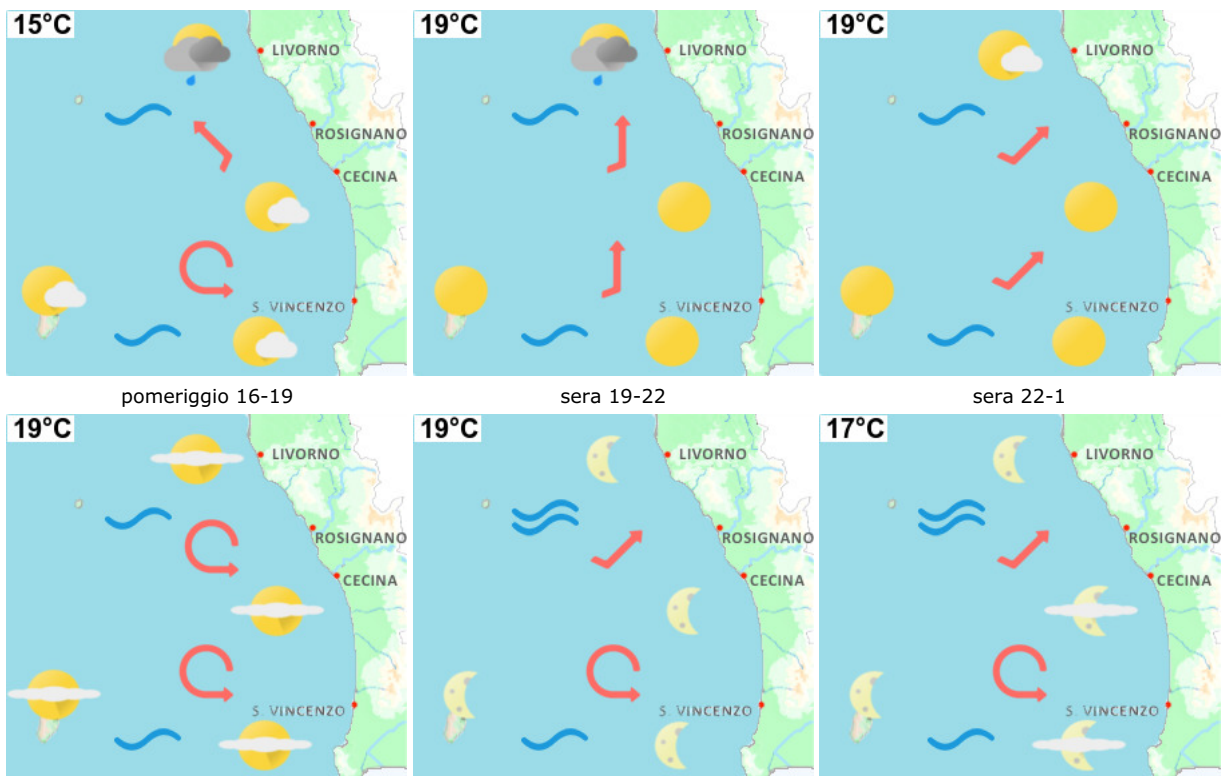 15°C
LIVORNO
ROSIGNANO
CECINA
S. VINCENZO
19°C
LIVORNO
ROSIGNANO
CECINA
S. VINCENZO
19°C
LIVORNO
ROSIGNANO
CECINA
S. VINCENZO
pomeriggio 16-19
sera 19-22
sera 22-1
19°C
LIVORNO
ROSIGNANO
CECINA
S. VINCENZO
19°C
LIVORNO
ROSIGNANO
CECINA
S. VINCENZO
17°C
LIVORNO
ROSIGNANO
CECINA
S. VINCENZO